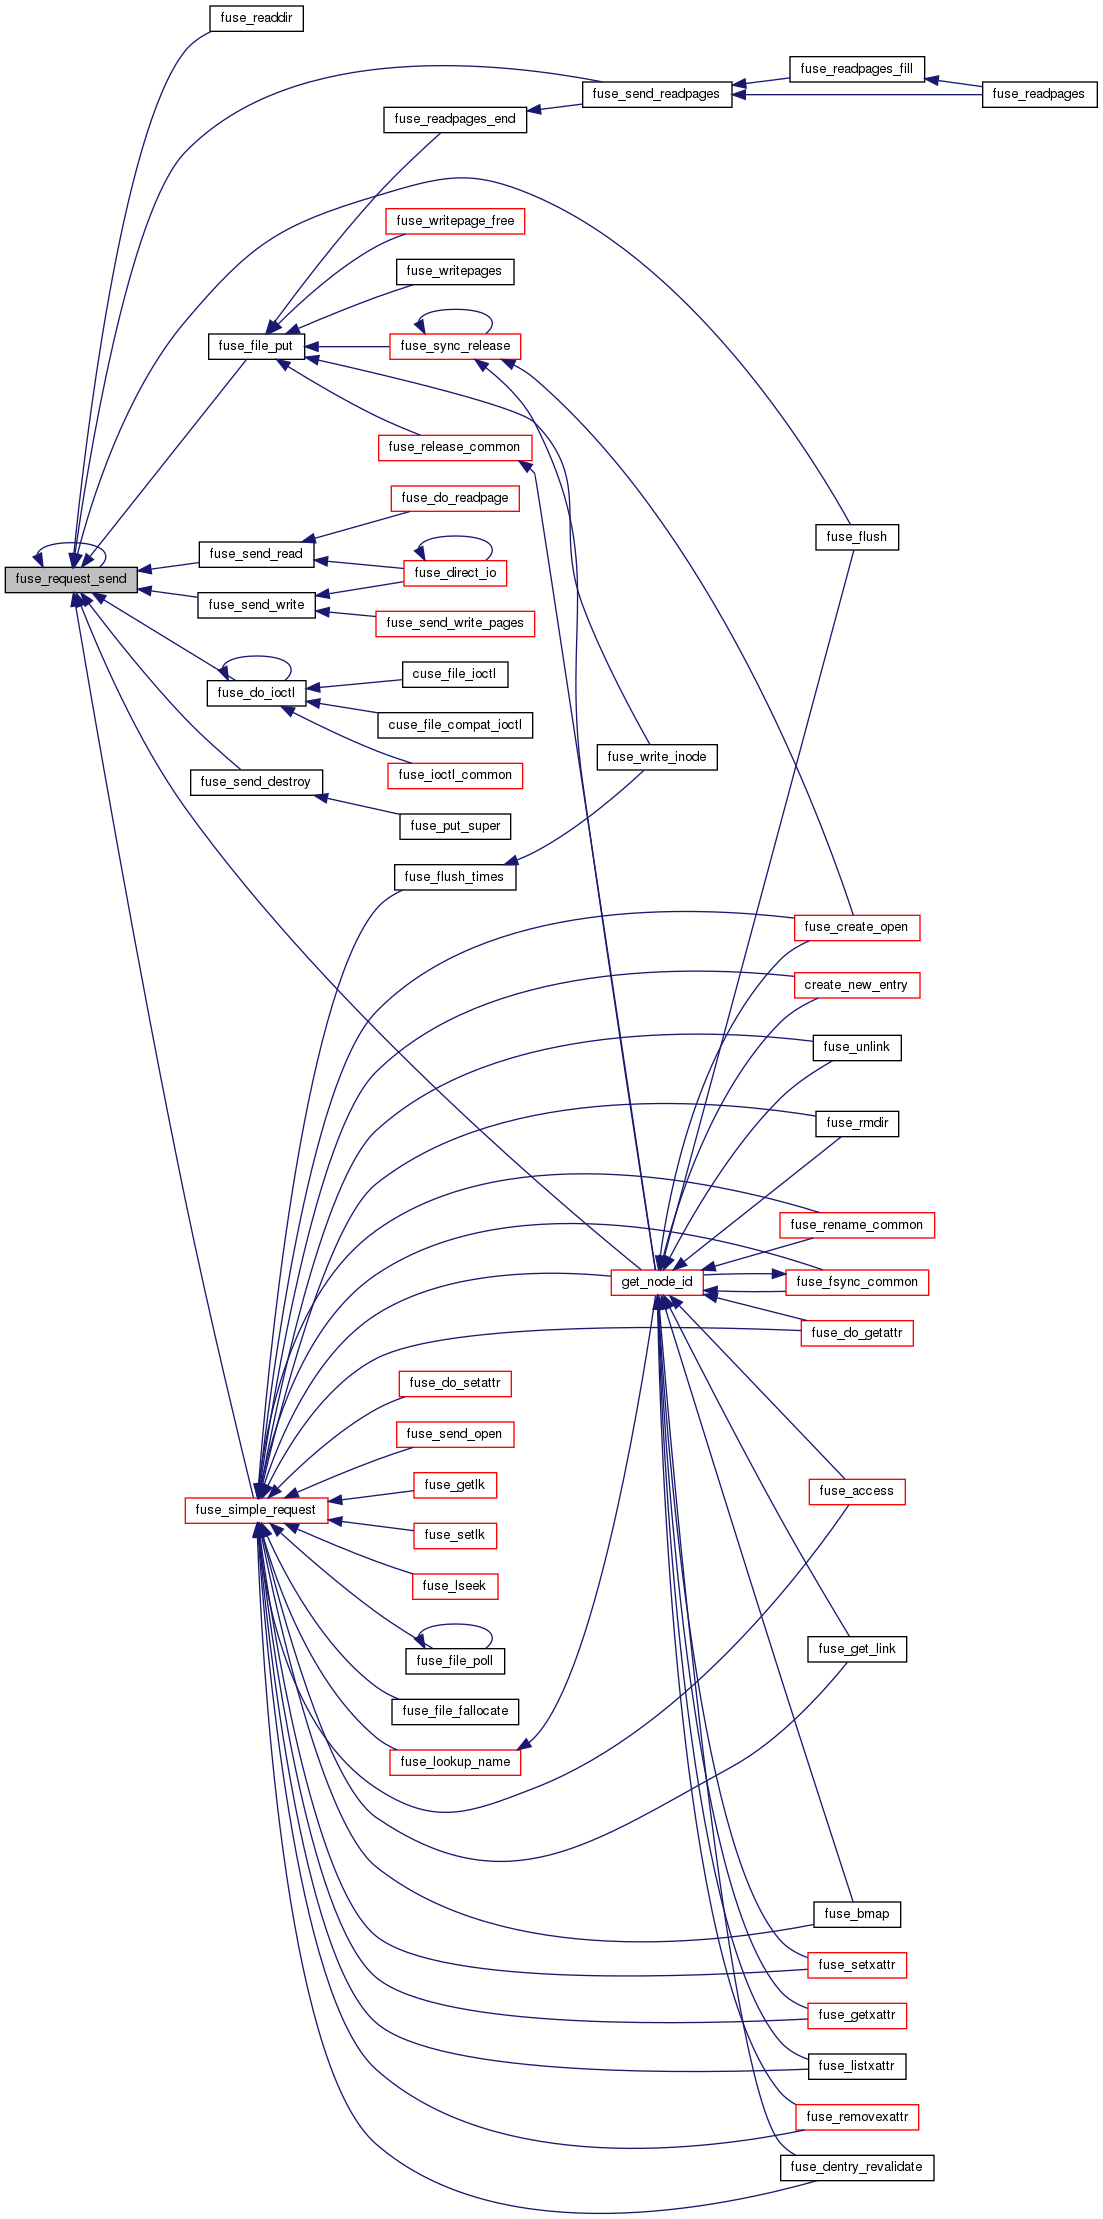 fuse_readdir
fuse_readpages_fill
fuse_send_readpages
fuse_readpages
fuse_readpages_end
fuse_writepage_free
fuse_writepages
fuse_file_put
fuse_sync_release
fuse_release_common
fuse_do_readpage
fuse_flush
fuse_send_read
fuse_direct_io
fuse_request_send
fuse_send_write
fuse_send_write_pages
cuse_file_ioctl
fuse_do_ioctl
cuse_file_compat_ioctl
fuse_write_inode
fuse_ioctl_common
fuse_send_destroy
fuse_put_super
fuse_flush_times
fuse_create_open
create_new_entry
fuse_unlink
fuse_rmdir
fuse_rename_common
get_node_id
fuse_fsync_common
fuse_do_getattr
fuse_do_setattr
fuse_send_open
fuse_getlk
fuse_access
fuse_simple_request
fuse_setlk
fuse_lseek
fuse_get_link
fuse_file_poll
fuse_file_fallocate
fuse_lookup_name
fuse_bmap
fuse_setxattr
fuse_getxattr
fuse_listxattr
fuse_removexattr
fuse_dentry_revalidate